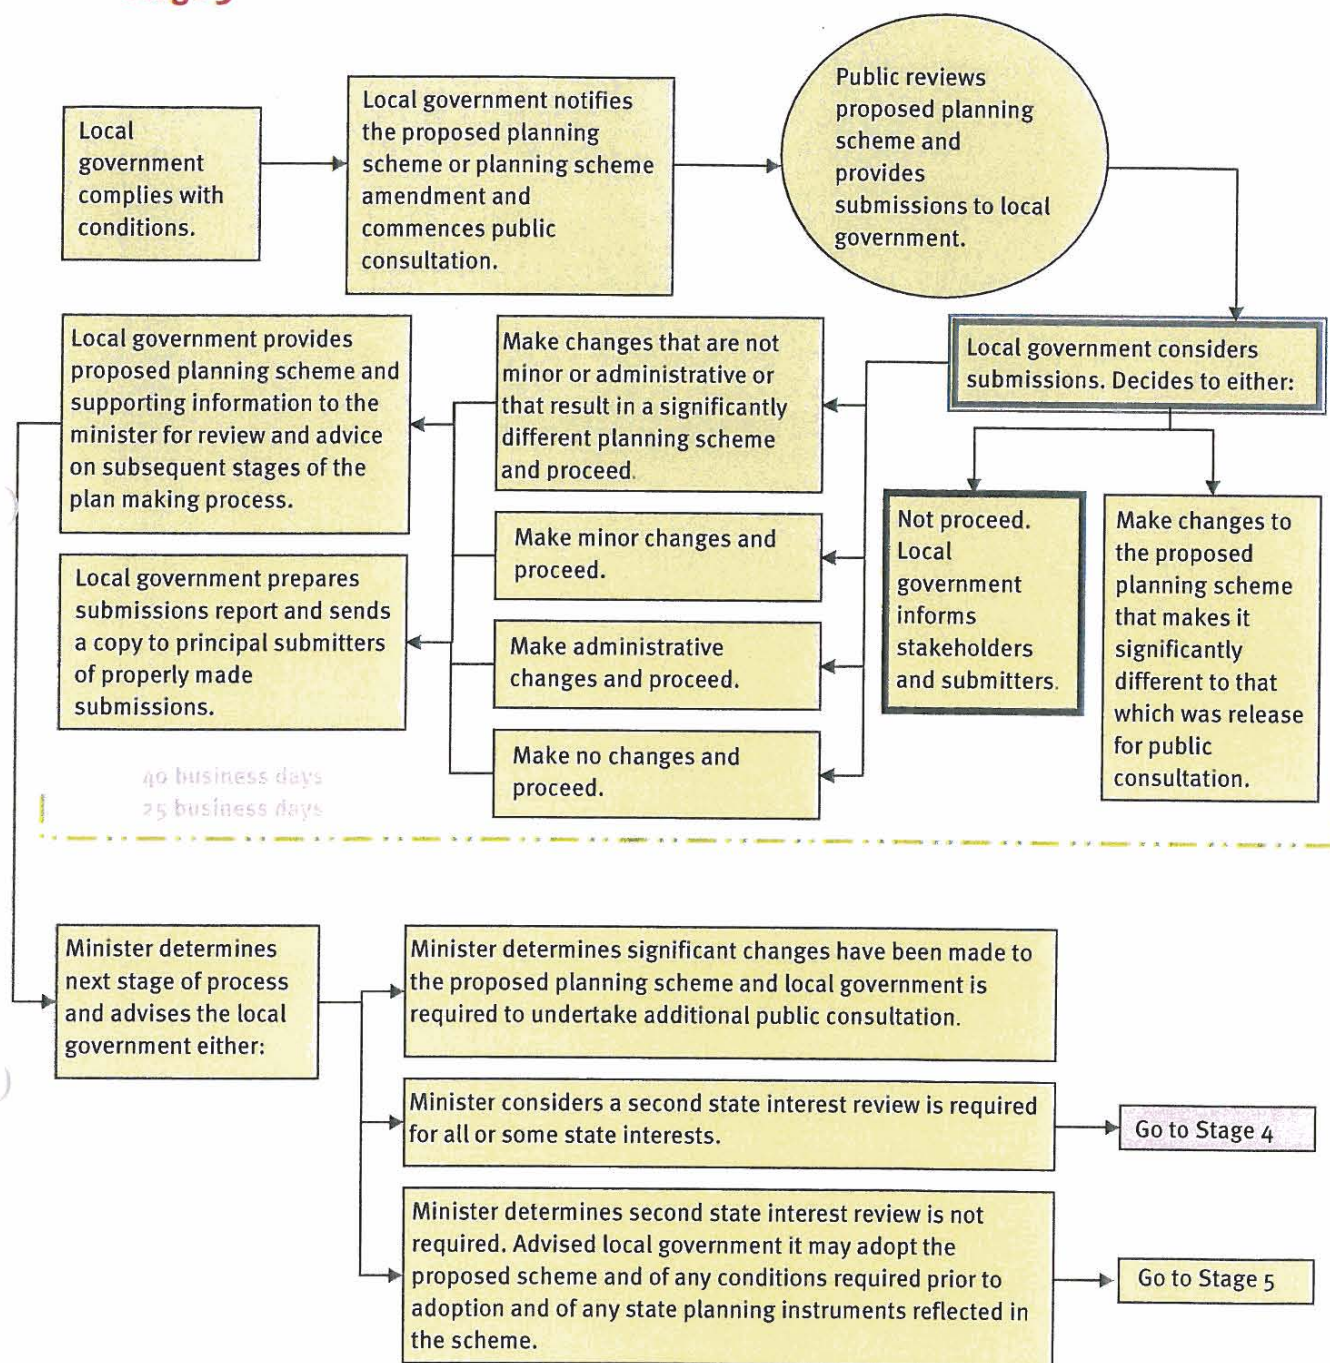 Local
government
complies with
conditions.
Local government notifies
the proposed planning
scheme or planning scheme
amendment and
commences public
consultation.
Public reviews
proposed planning
scheme and
provides
submissions to local
government.
Local government provides
proposed planning scheme and
supporting information to the
minister for review and advice
on subsequent stages of the
plan making process.
Make changes that are not
minor or administrative or
that result in a significantly
different planning scheme
and proceed.
Local government considers
submissions. Decides to either:
Local government prepares
submissions report and sends
a copy to principal submitters
of properly made
submissions.
Make minor changes and
proceed.
Make administrative
changes and proceed.
Make no changes and
proceed.
Not proceed.
Local
government
informs
stakeholders
and submitters.
Make changes to
the proposed
planning scheme
that makes it
significantly
different to that
which was release
for public
consultation.
40 business days
25 business days
Minister determines
next stage of process
and advises the local
government either:
Minister determines significant changes have been made to
the proposed planning scheme and local government is
required to undertake additional public consultation.
Minister considers a second state interest review is required
for all or some state interests.
Go to Stage 4
Minister determines second state interest review is not
required. Advised local government it may adopt the
proposed scheme and of any conditions required prior to
adoption and of any state planning instruments reflected in
the scheme.
Go to Stage 5